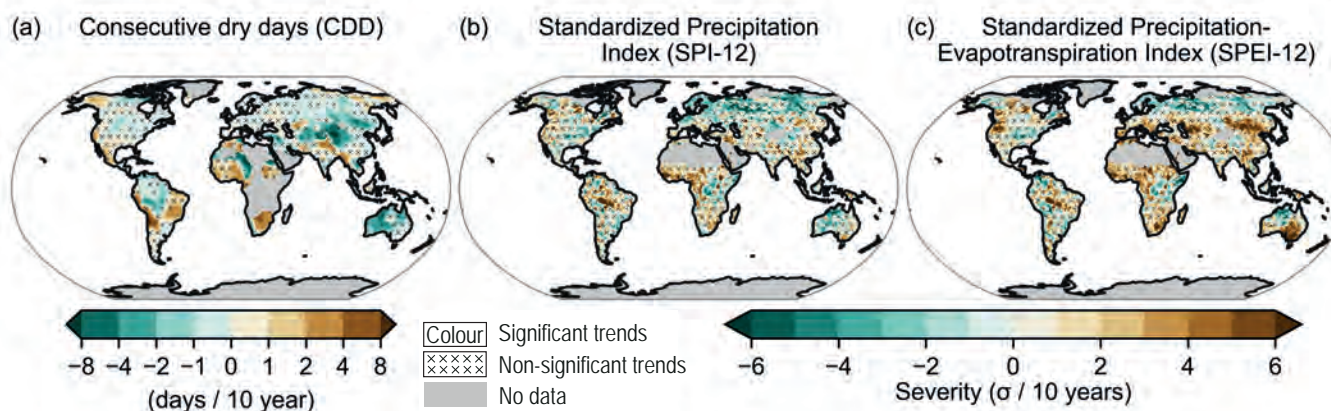 (a) Consecutive dry days (CDD)
(b) Standardized Precipitation
Index (SPI-12)
(c) Standardized Precipitation-
Evapotranspiration Index (SPEI-12)
−8 −4 −2 −1 0 1 2 4 8
(days / 10 year)
Colour Significant trends
Non-significant trends
No data
−6 −4 −2 0 2 4 6
Severity (σ / 10 years)